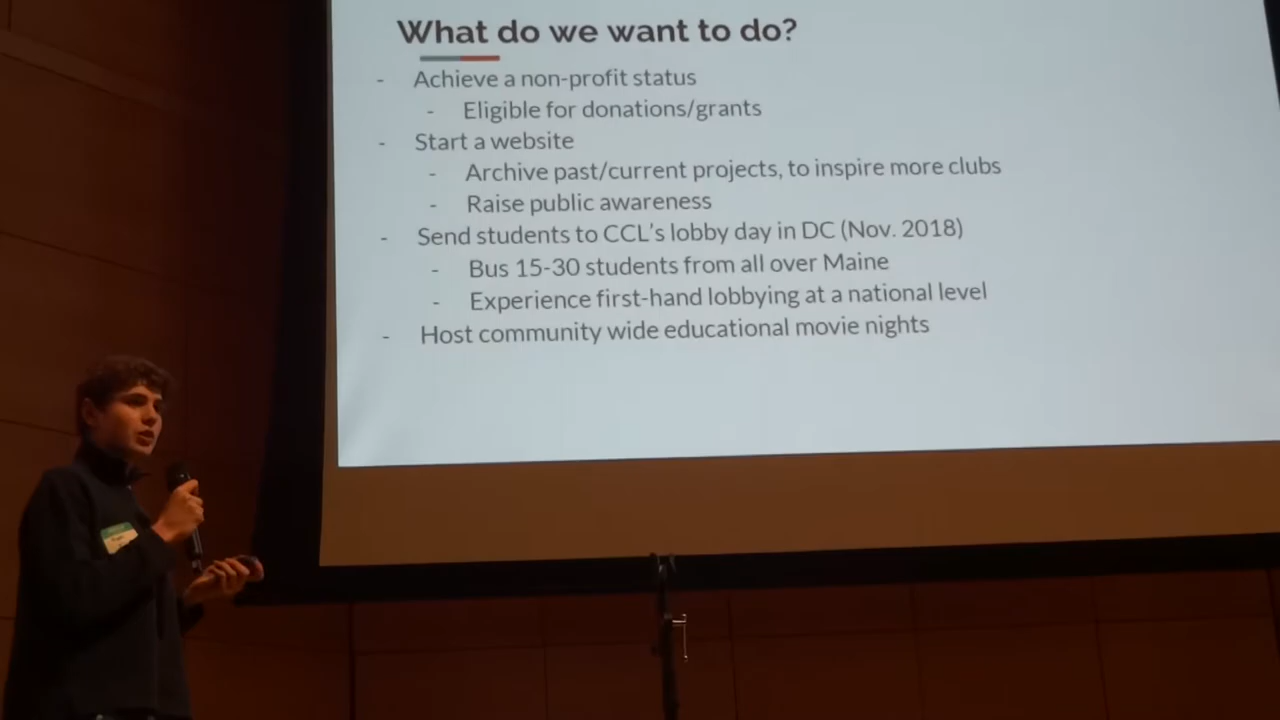 What do we want to do?
- Achieve a non-profit status
- Eligible for donations/grants
- Start a website
- Archive past/current projects, to inspire more clubs
- Raise public awareness
- Send students to CCL's lobby day in DC (Nov. 2018)
- Bus 15-30 students from all over Maine
- Experience first-hand lobbying at a national level
- Host community wide educational movie nights